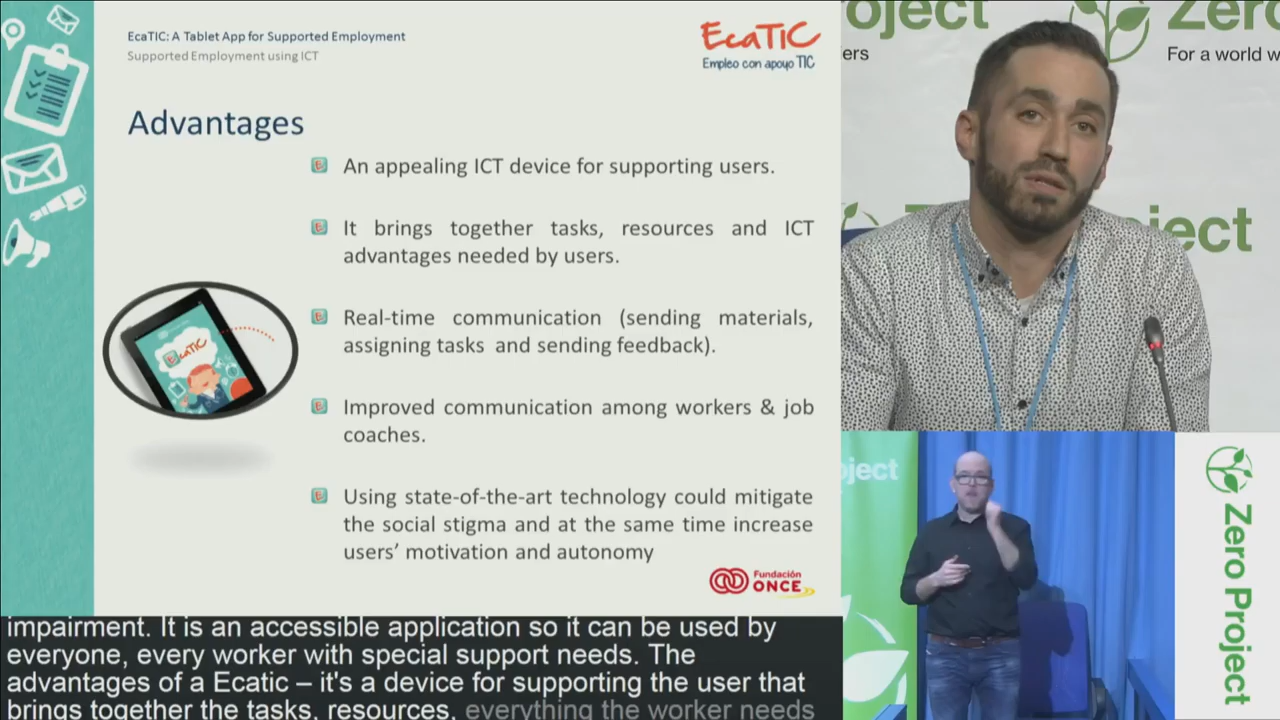 EcaTIC: A Tablet App for Supported Employment
Supported Employment using ICT
EcaTIC
Empleo con apoyo TIC
Advantages
An appealing ICT device for supporting users.
It brings together tasks, resources and ICT
advantages needed by users.
Real-time communication (sending materials,
assigning tasks and sending feedback).
Improved communication among workers & job
coaches.
Using state-of-the-art technology could mitigate
the social stigma and at the same time increase
users' motivation and autonomy
EcaTIC
Fundación
ONCE
impairment. It is an accessible application so it can be used by
everyone, every worker with special support needs. The
advantages of a Ecatic – it's a device for supporting the user that
brings together the tasks, resources, everything the worker needs
oject
Zero
ers
For a world w
ject
oject
Zero Project